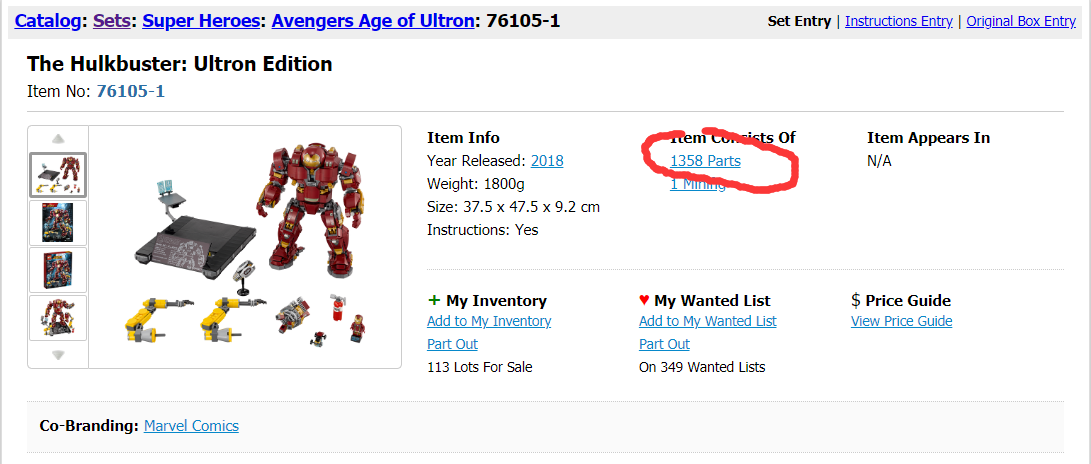 Catalog: Sets: Super Heroes: Avengers Age of Ultron: 76105-1
Set Entry | Instructions Entry | Original Box Entry
The Hulkbuster: Ultron Edition
Item No: 76105-1
Item Info
Year Released: 2018
Weight: 1800g
Size: 37.5 x 47.5 x 9.2 cm
Instructions: Yes
Item Consists Of
1358 Parts
1 Mining
Item Appears In
N/A
+ My Inventory
Add to My Inventory
Part Out
113 Lots For Sale
♥ My Wanted List
Add to My Wanted List
Part Out
On 349 Wanted Lists
$ Price Guide
View Price Guide
Co-Branding: Marvel Comics